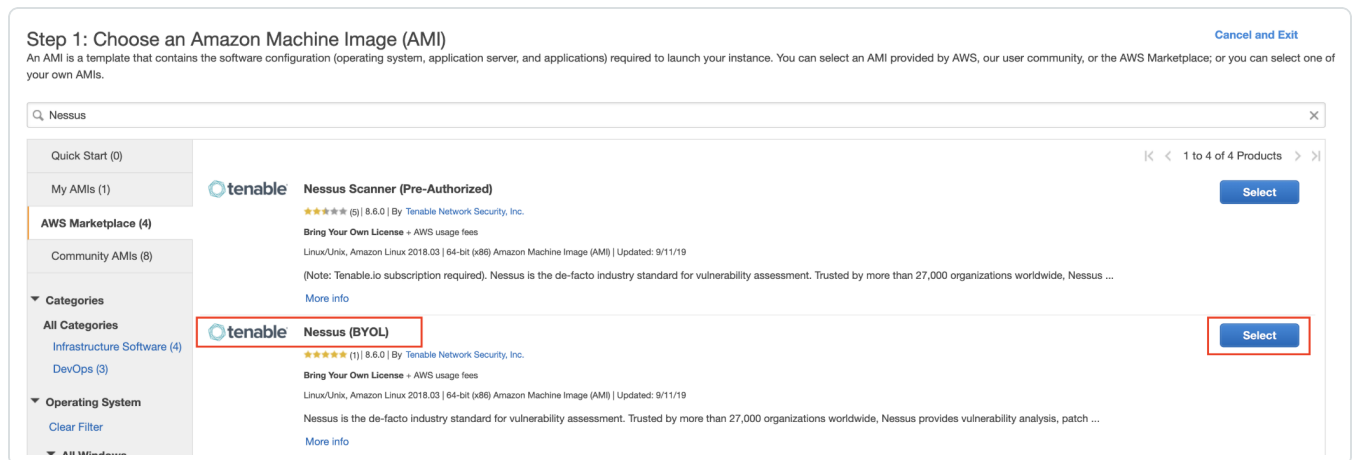 Step 1: Choose an Amazon Machine Image (AMI)
Cancel and Exit
An AMI is a template that contains the software configuration (operating system, application server, and applications) required to launch your instance. You can select an AMI provided by AWS, our user community, or the AWS Marketplace; or you can select one of
your own AMIs.
Nessus
Quick Start (0)
My AMIs (1)
AWS Marketplace (4)
Community AMIs (8)
Categories
All Categories
Infrastructure Software (4)
DevOps (3)
Operating System
Clear Filter
All Windows
1 to 4 of 4 Products
tenable
Nessus Scanner (Pre-Authorized)
Select
(5) | 8.6.0 | By Tenable Network Security, Inc.
Bring Your Own License + AWS usage fees
Linux/Unix, Amazon Linux 2018.03 | 64-bit (x86) Amazon Machine Image (AMI) | Updated: 9/11/19
(Note: Tenable.io subscription required). Nessus is the de-facto industry standard for vulnerability assessment. Trusted by more than 27,000 organizations worldwide, Nessus ...
More info
tenable
Nessus (BYOL)
Select
(1) | 8.6.0 | By Tenable Network Security, Inc.
Bring Your Own License + AWS usage fees
Linux/Unix, Amazon Linux 2018.03 | 64-bit (x86) Amazon Machine Image (AMI) | Updated: 9/11/19
Nessus is the de-facto industry standard for vulnerability assessment. Trusted by more than 27,000 organizations worldwide, Nessus provides vulnerability analysis, patch ...
More info